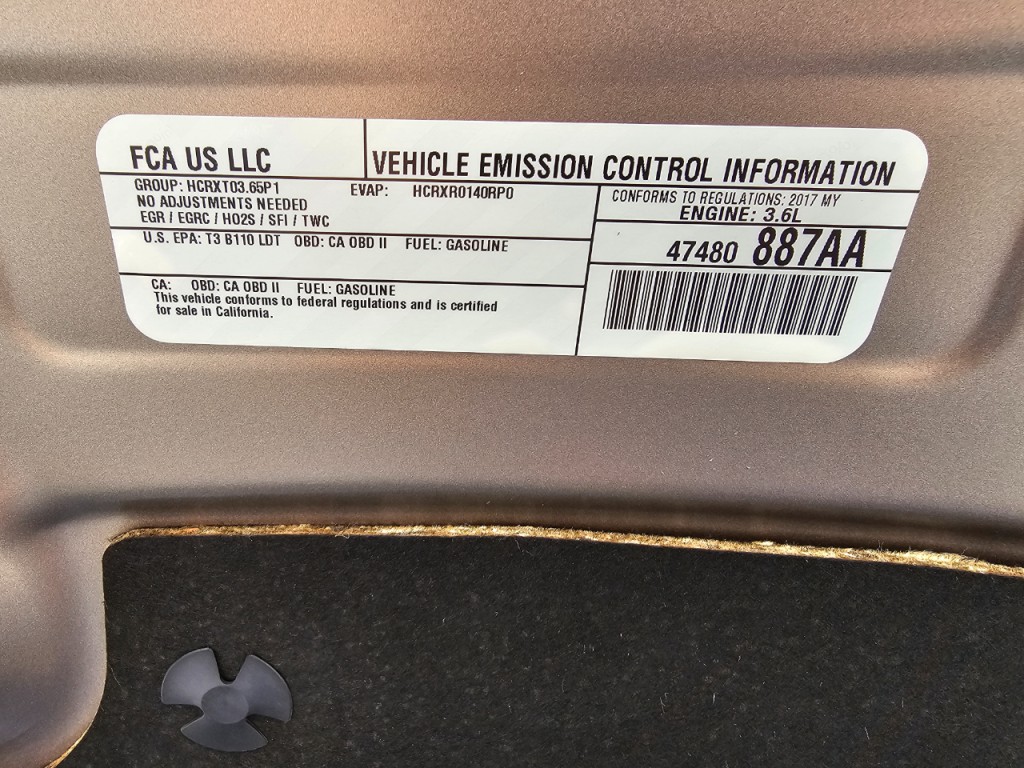 FCA US LLC
VEHICLE EMISSION CONTROL INFORMATION
GROUP: HCRXT03.65P1 EVAP: HCRXR0140RP0
NO ADJUSTMENTS NEEDED
EGR / EGRC / HO2S / SFI / TWC
CONFORMS TO REGULATIONS: 2017 MY
ENGINE: 3.6L
U.S. EPA: T3 B110 LDT OBD: CA OBD II FUEL: GASOLINE
47480 887AA
CA: OBD: CA OBD II FUEL: GASOLINE
This vehicle conforms to federal regulations and is certified
for sale in California.